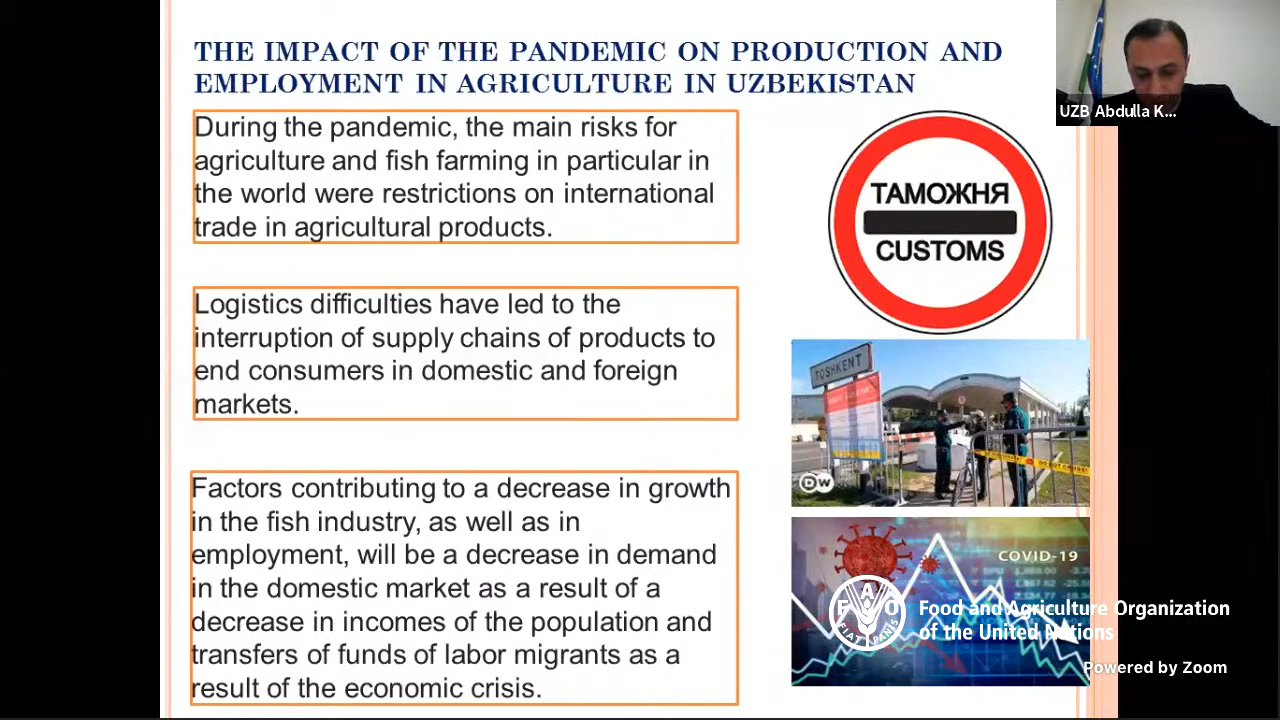 THE IMPACT OF THE PANDEMIC ON PRODUCTION AND
EMPLOYMENT IN AGRICULTURE IN UZBEKISTAN
UZB Abdulla K...
During the pandemic, the main risks for
agriculture and fish farming in particular in
the world were restrictions on international
trade in agricultural products.
ТАМОЖНЯ
CUSTOMS
Logistics difficulties have led to the
interruption of supply chains of products to
end consumers in domestic and foreign
markets.
TOSHKENT
DW
Factors contributing to a decrease in growth
in the fish industry, as well as in
employment, will be a decrease in demand
in the domestic market as a result of a
decrease in incomes of the population and
transfers of funds of labor migrants as a
result of the economic crisis.
COVID-19
FAO
FIAT PANIS
Food and Agriculture Organization
of the United Nations
Powered by Zoom